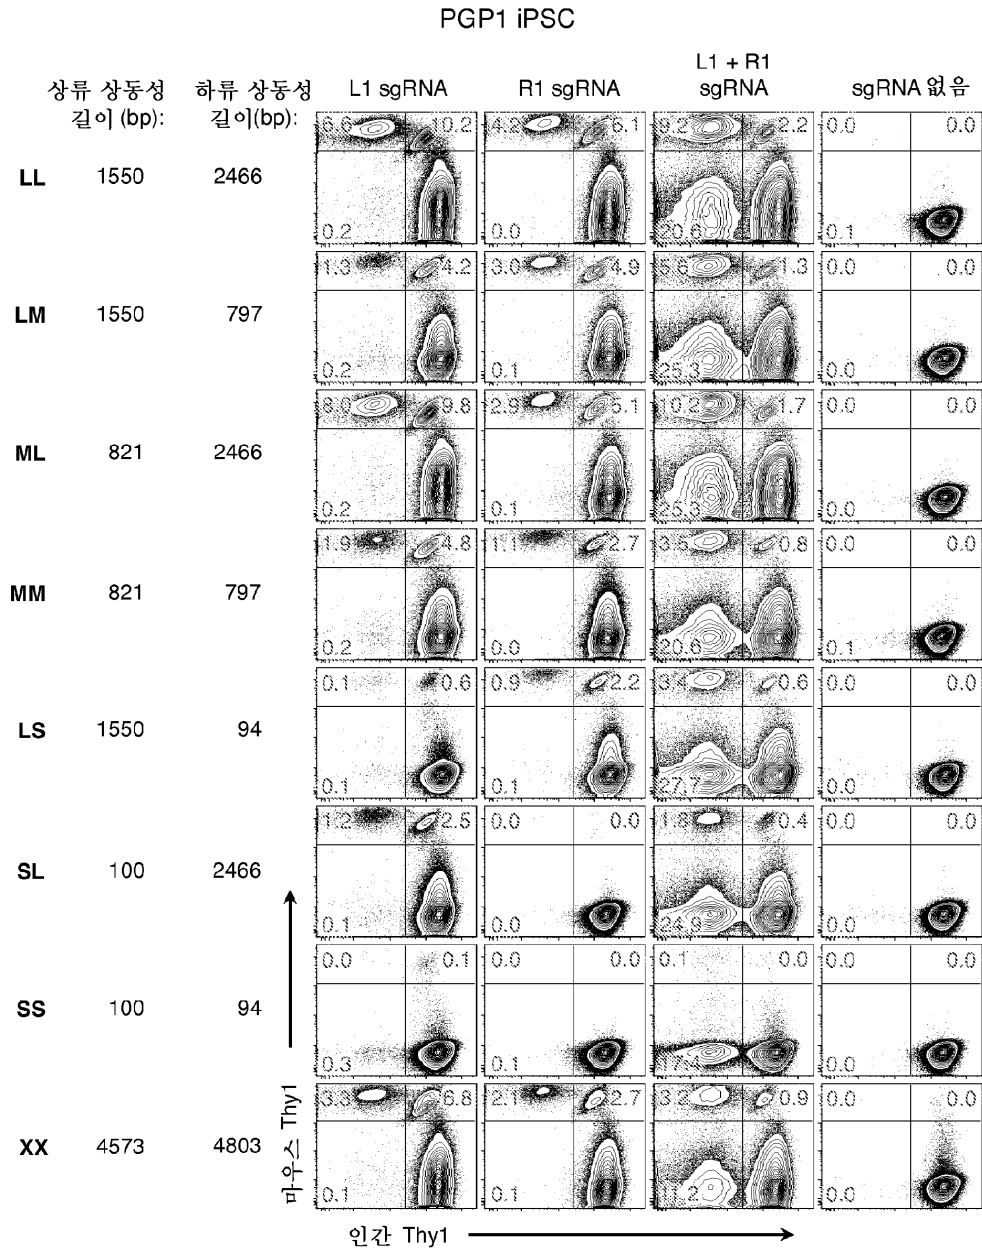 PGP1 iPSC
상류 상동성 길이 (bp):
하류 상동성 길이(bp):
L1 sgRNA
R1 sgRNA
L1 + R1 sgRNA
sgRNA 없음
LL 1550 2466
6.6 10.2 4.2 6.1 9.2 2.2 0.0 0.0
0.2 0.0 20.6 0.1
LM 1550 797
1.3 4.2 3.0 4.9 5.6 1.3 0.0 0.0
0.2 0.1 25.3 0.0
ML 821 2466
8.0 9.8 2.9 5.1 10.2 1.7 0.0 0.0
0.2 0.1 25.3 0.0
MM 821 797
1.9 4.8 1.1 2.7 3.5 0.8 0.0 0.0
0.2 0.0 20.6 0.1
LS 1550 94
0.1 0.6 0.9 2.2 3.4 0.6 0.0 0.0
0.1 0.1 27.7 0.0
SL 100 2466
1.2 2.5 0.0 0.0 1.8 0.4 0.0 0.0
0.1 0.0 24.9 0.0
SS 100 94
0.0 0.1 0.0 0.0 0.1 0.0 0.0 0.0
0.3 0.1 17.4 0.0
XX 4573 4803
3.3 6.8 2.1 2.7 3.2 0.9 0.0 0.0
0.1 0.1 0.0
마우스 Thy1
인간 Thy1